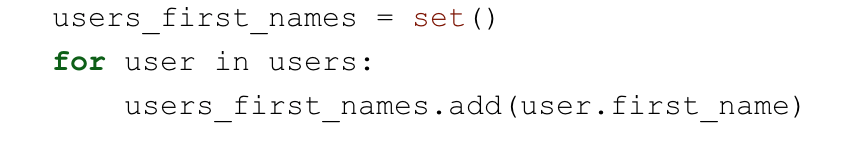 users_first_names = set()
for user in users:
    users_first_names.add(user.first_name)